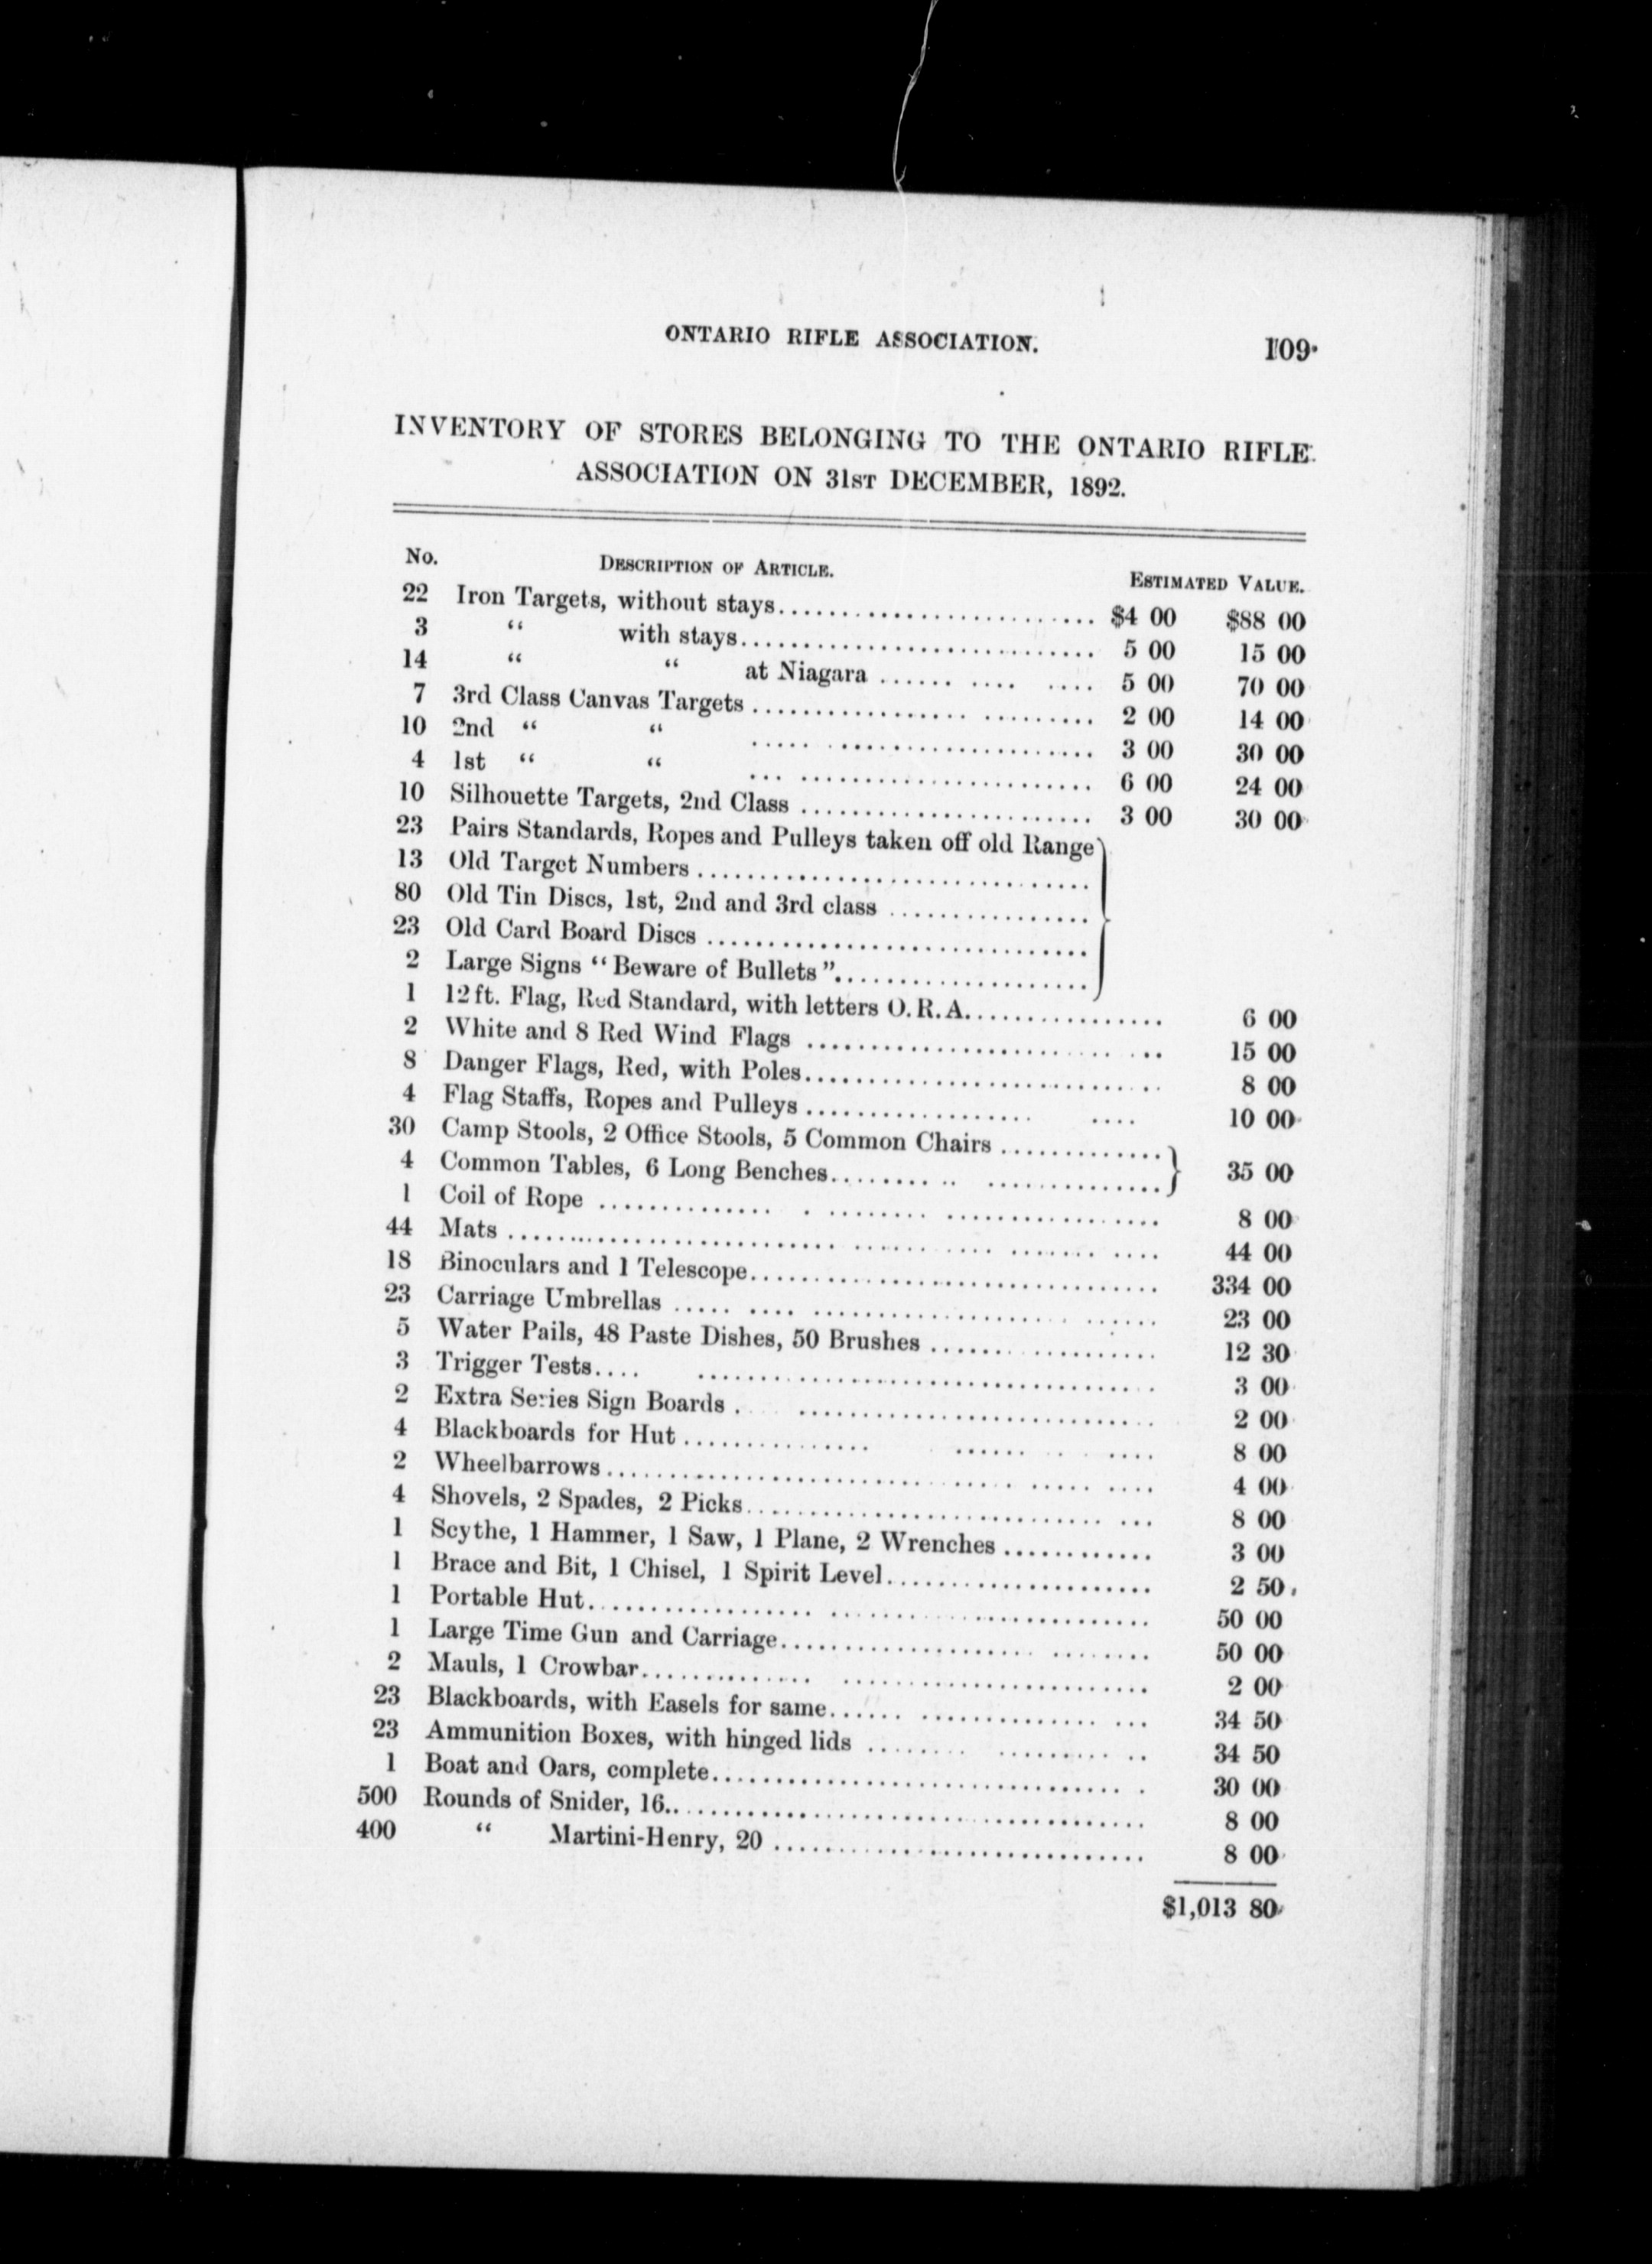 ONTARIO RIFLE ASSOCIATION. 109
INVENTORY OF STORES BELONGING TO THE ONTARIO RIFLE
ASSOCIATION ON 31ST DECEMBER, 1892.
No. DESCRIPTION OF ARTICLE. ESTIMATED VALUE.
22 Iron Targets, without stays $4 00 $88 00
3 “ with stays 5 00 15 00
14 “ “ at Niagara 5 00 70 00
7 3rd Class Canvas Targets 2 00 14 00
10 2nd “ “ 3 00 30 00
4 1st “ “ 6 00 24 00
10 Silhouette Targets, 2nd Class 3 00 30 00
23 Pairs Standards, Ropes and Pulleys taken off old Range
13 Old Target Numbers
80 Old Tin Discs, 1st, 2nd and 3rd class
23 Old Card Board Discs
2 Large Signs “Beware of Bullets”
1 12 ft. Flag, Red Standard, with letters O. R. A. 6 00
2 White and 8 Red Wind Flags 15 00
8 Danger Flags, Red, with Poles 8 00
4 Flag Staffs, Ropes and Pulleys 10 00
30 Camp Stools, 2 Office Stools, 5 Common Chairs
4 Common Tables, 6 Long Benches 35 00
1 Coil of Rope 8 00
44 Mats 44 00
18 Binoculars and 1 Telescope 334 00
23 Carriage Umbrellas 23 00
5 Water Pails, 48 Paste Dishes, 50 Brushes 12 30
3 Trigger Tests 3 00
2 Extra Series Sign Boards 2 00
4 Blackboards for Hut 8 00
2 Wheelbarrows 4 00
4 Shovels, 2 Spades, 2 Picks 8 00
1 Scythe, 1 Hammer, 1 Saw, 1 Plane, 2 Wrenches 3 00
1 Brace and Bit, 1 Chisel, 1 Spirit Level 2 50
1 Portable Hut 50 00
1 Large Time Gun and Carriage 50 00
2 Mauls, 1 Crowbar 2 00
23 Blackboards, with Easels for same 34 50
23 Ammunition Boxes, with hinged lids 34 50
1 Boat and Oars, complete 30 00
500 Rounds of Snider, 16 8 00
400 “ Martini-Henry, 20 8 00
$1,013 80